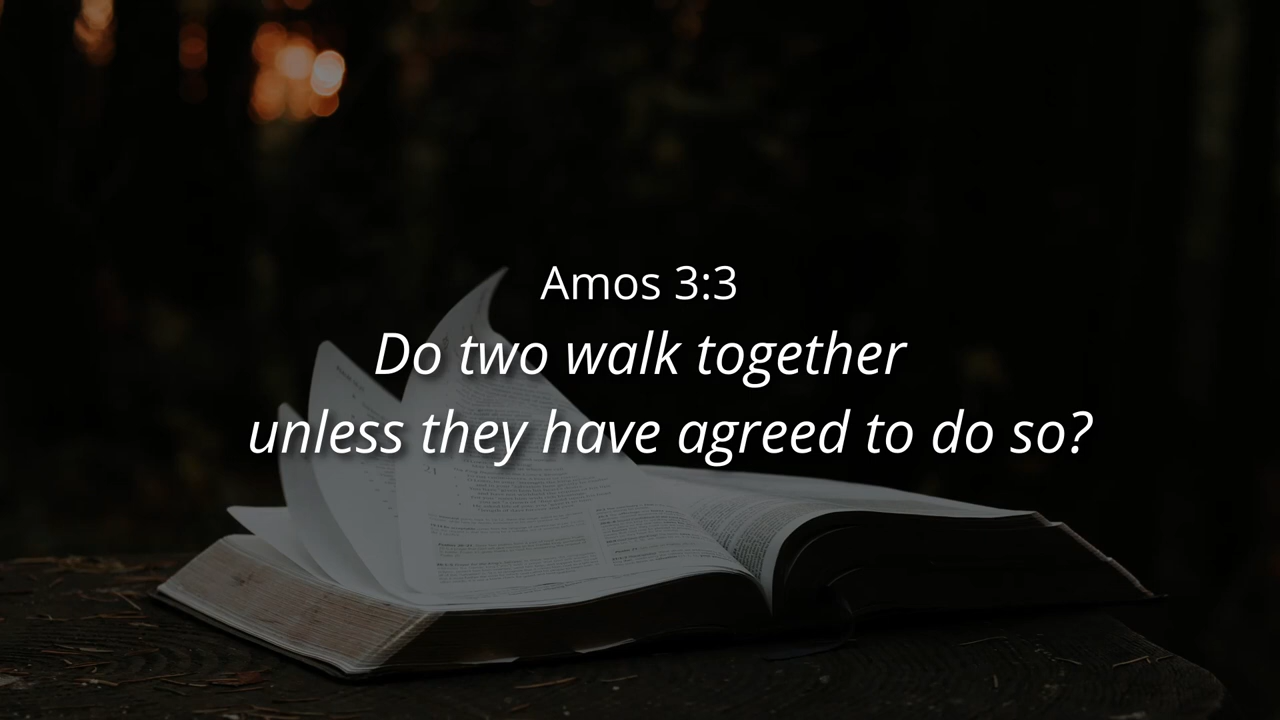 Amos 3:3
Do two walk together
unless they have agreed to do so?